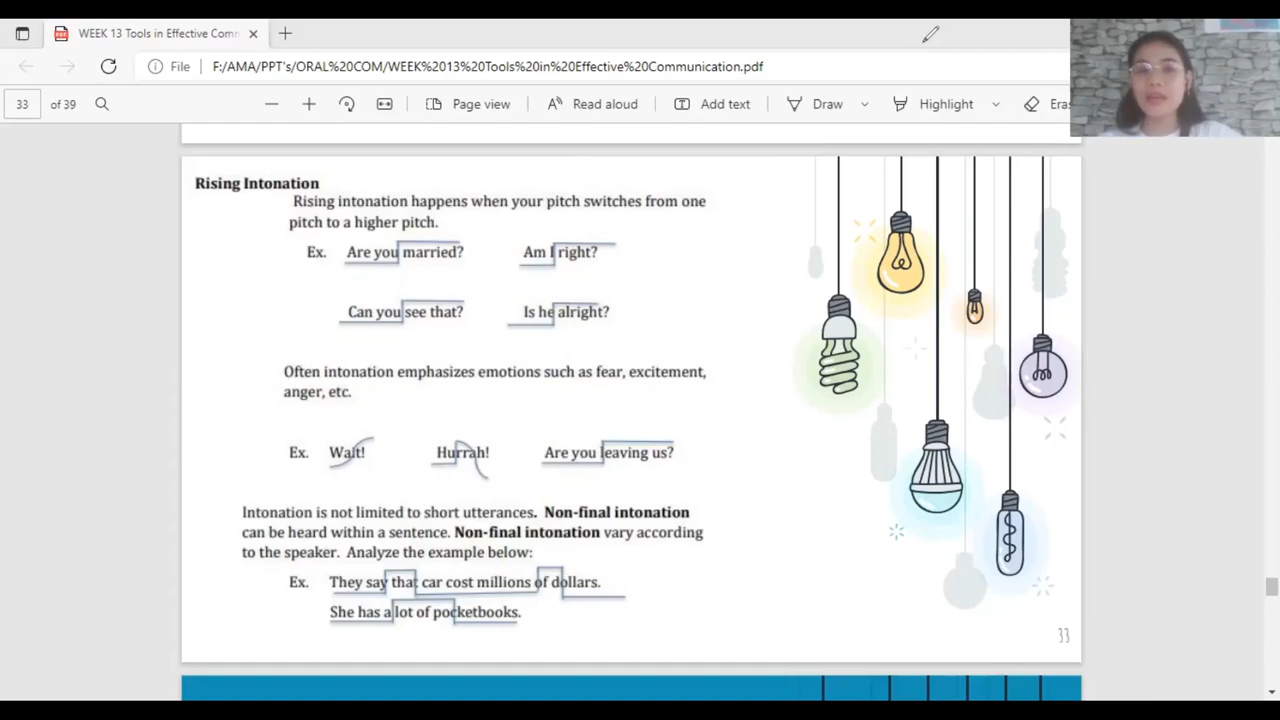 WEEK 13 Tools in Effective Comm
File F:/AMA/PPT's/ORAL%20COM/WEEK%2013%20Tools%20in%20Effective%20Communication.pdf
33 of 39 Page view Read aloud Add text Draw Highlight Eras
Rising Intonation
Rising intonation happens when your pitch switches from one
pitch to a higher pitch.
Ex. Are you married? Am I right?
Can you see that? Is he alright?
Often intonation emphasizes emotions such as fear, excitement,
anger, etc.
Ex. Wait! Hurrah! Are you leaving us?
Intonation is not limited to short utterances. Non-final intonation
can be heard within a sentence. Non-final intonation vary according
to the speaker. Analyze the example below:
Ex. They say that car cost millions of dollars.
She has a lot of pocketbooks.
33